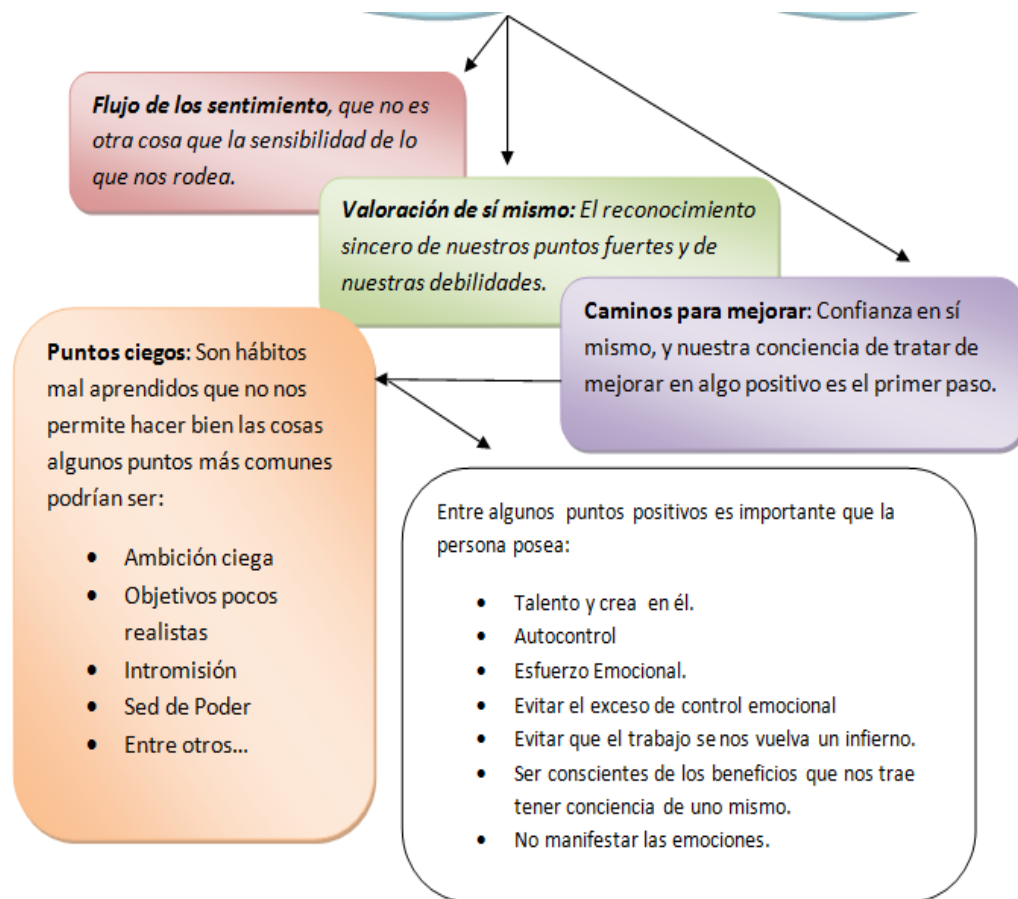 Flujo de los sentimiento, que no es
otra cosa que la sensibilidad de lo
que nos rodea.
Valoración de sí mismo: El reconocimiento
sincero de nuestros puntos fuertes y de
nuestras debilidades.
Caminos para mejorar: Confianza en sí
mismo, y nuestra conciencia de tratar de
mejorar en algo positivo es el primer paso.
Puntos ciegos: Son hábitos
mal aprendidos que no nos
permite hacer bien las cosas
algunos puntos más comunes
podrían ser:
• Ambición ciega
• Objetivos pocos
realistas
• Intromisión
• Sed de Poder
• Entre otros...
Entre algunos puntos positivos es importante que la
persona posea:
• Talento y crea en él.
• Autocontrol
• Esfuerzo Emocional.
• Evitar el exceso de control emocional
• Evitar que el trabajo se nos vuelva un infierno.
• Ser conscientes de los beneficios que nos trae
tener conciencia de uno mismo.
• No manifestar las emociones.